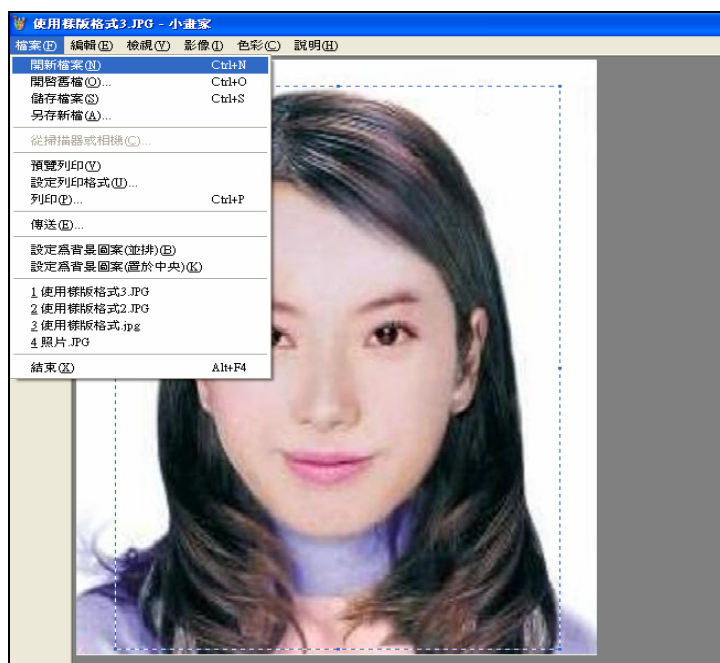 使用樣版格式3.JPG - 小畫家
檔案(F) 編輯(E) 檢視(V) 影像(I) 色彩(C) 說明(H)
開新檔案(N) Ctrl+N
開啓舊檔(O)... Ctrl+O
儲存檔案(S) Ctrl+S
另存新檔(A)...
從掃描器或相機(C)...
預覽列印(V)
設定列印格式(U)...
列印(P)... Ctrl+P
傳送(E)...
設定爲背景圖案(並排)(B)
設定爲背景圖案(置於中央)(K)
1 使用樣版格式3.JPG
2 使用樣版格式2.JPG
3 使用樣版格式.jpg
4 照片.JPG
結束(X) Alt+F4